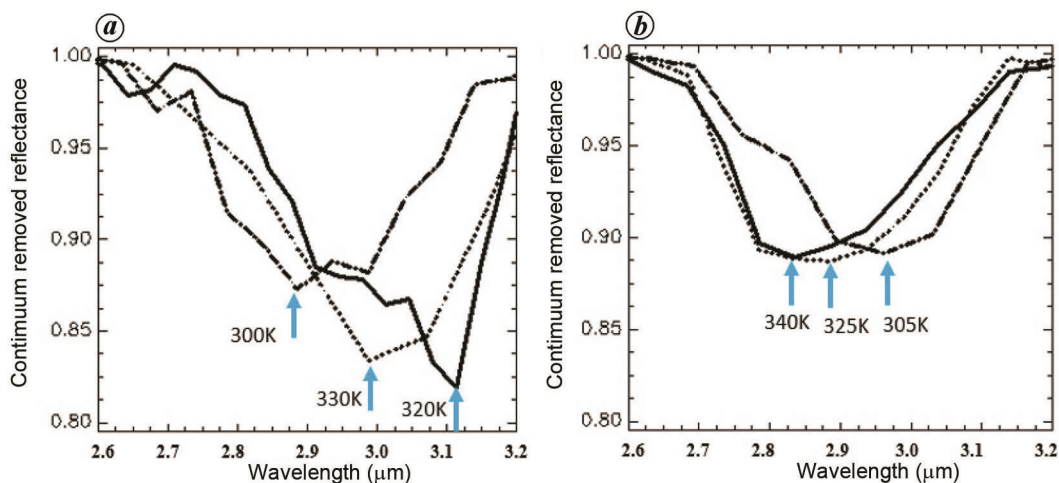 a
1.00
0.95
0.90
0.85
0.80
Contimuum removed reflectance
300K
330K
320K
2.6 2.7 2.8 2.9 3.0 3.1 3.2
Wavelength (μm)
b
1.00
0.95
0.90
0.85
0.80
Contimuum removed reflectance
340K
325K
305K
2.6 2.7 2.8 2.9 3.0 3.1 3.2
Wavelength (μm)